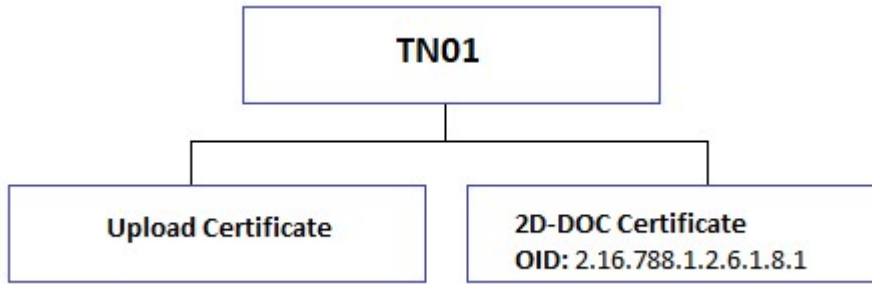 TN01
Upload Certificate
2D-DOC Certificate
OID: 2.16.788.1.2.6.1.8.1